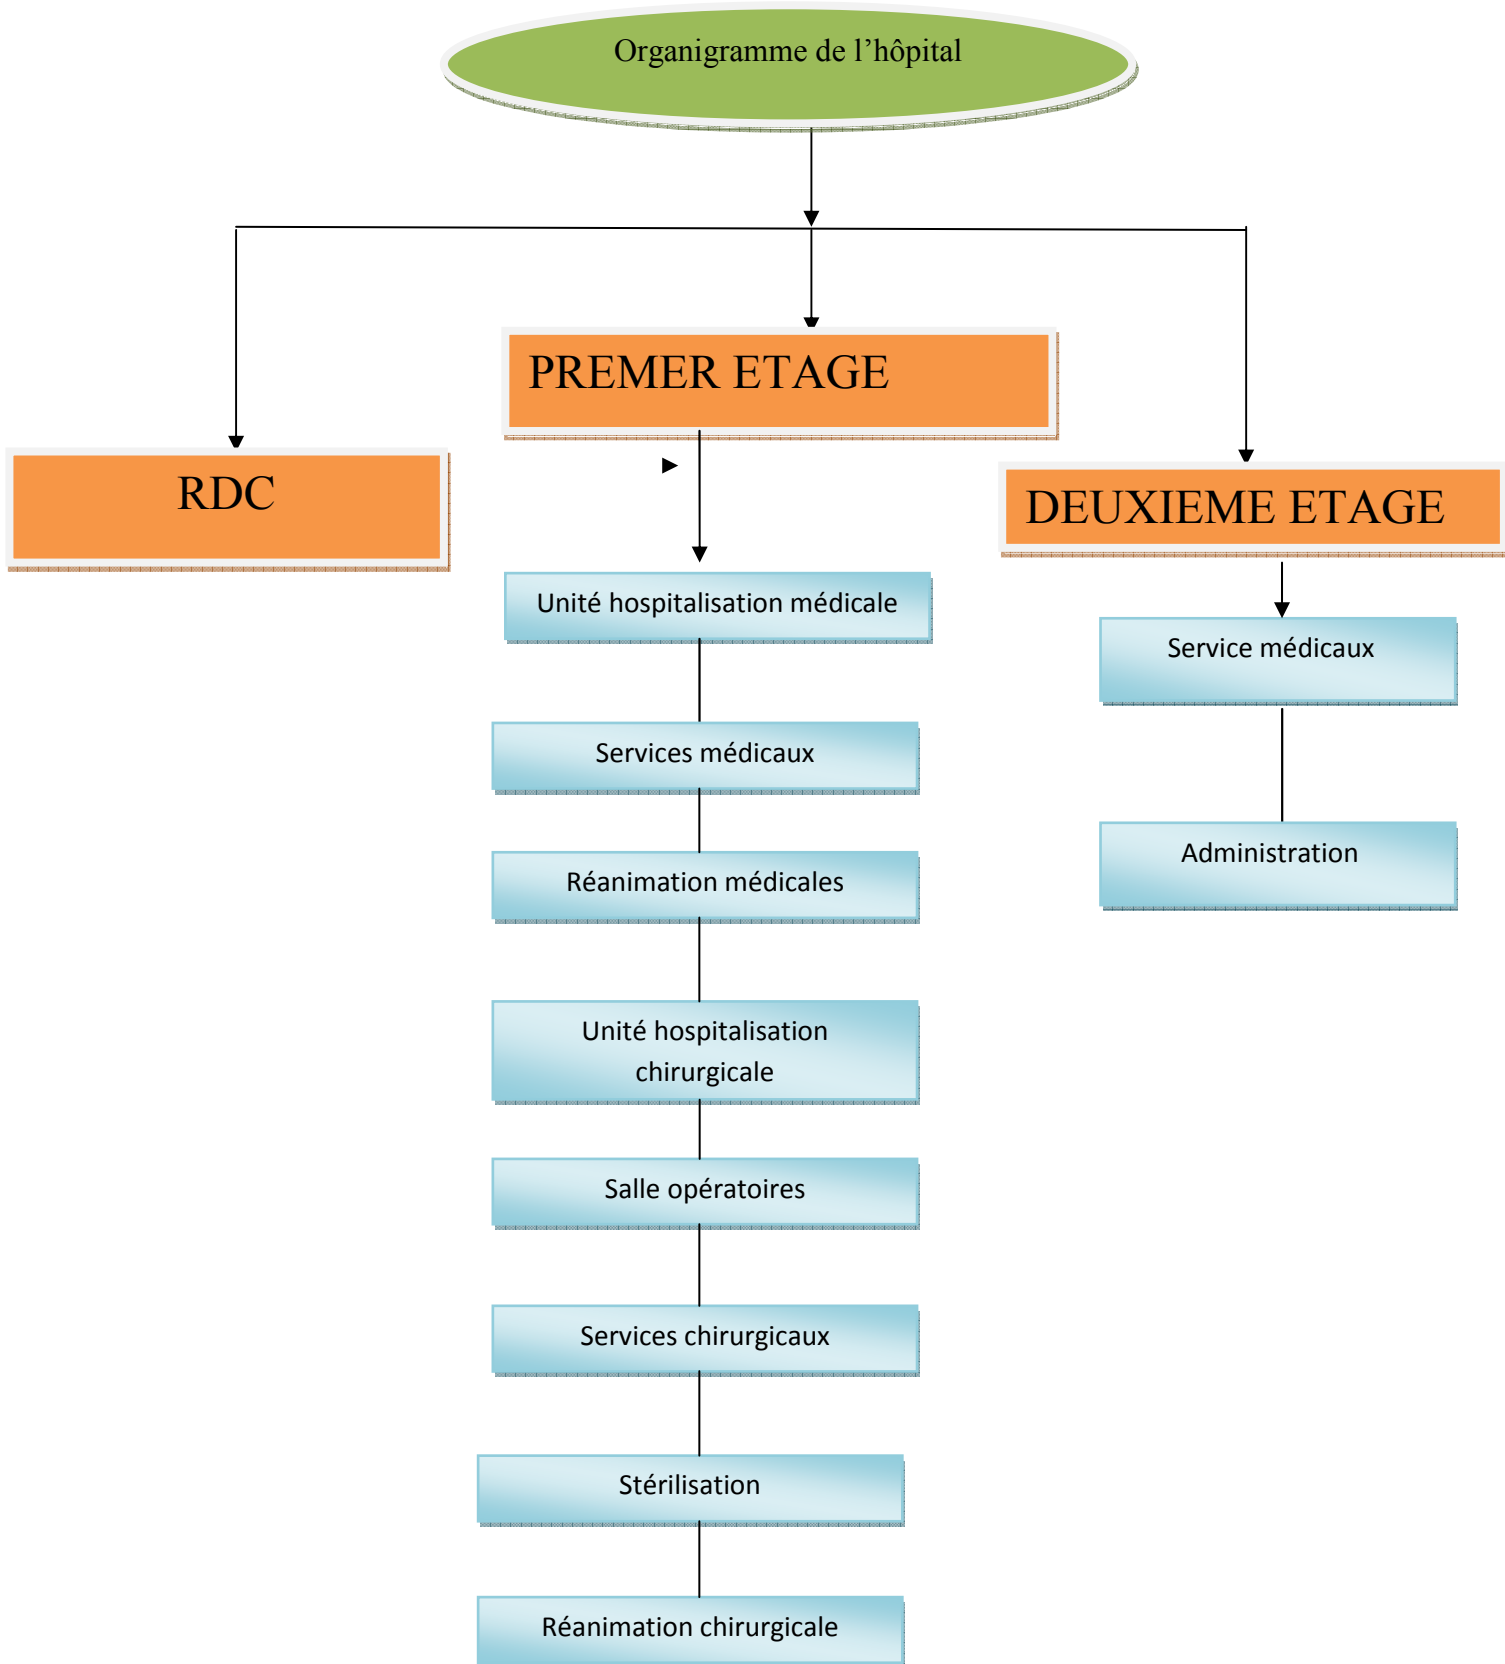 Organigramme de l’hôpital
PREMER ETAGE
RDC
DEUXIEME ETAGE
Unité hospitalisation médicale
Services médicaux
Réanimation médicales
Unité hospitalisation
chirurgicale
Salle opératoires
Services chirurgicaux
Stérilisation
Réanimation chirurgicale
Service médicaux
Administration